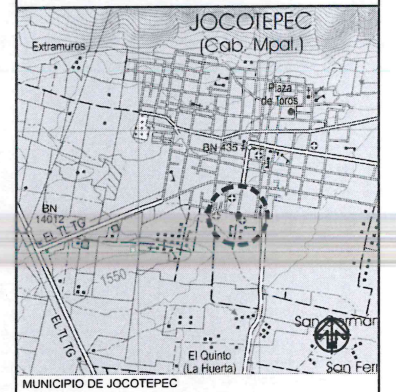 JOCOTEPEC
(Cab. Mpal.)
Extramuros
Plaza
de Toros
BN 435
BN
14012
EL TL TG
1550
EL TL TG
San
El Quinto
(La Huerta)
San Ferr
MUNICIPIO DE JOCOTEPEC